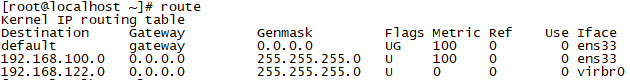 [root@localhost ~]# route
Kernel IP routing table
Destination     Gateway         Genmask         Flags Metric Ref    Use Iface
default         gateway         0.0.0.0         UG    100    0        0 ens33
192.168.100.0   0.0.0.0         255.255.255.0   U     100    0        0 ens33
192.168.122.0   0.0.0.0         255.255.255.0   U     0      0        0 virbr0